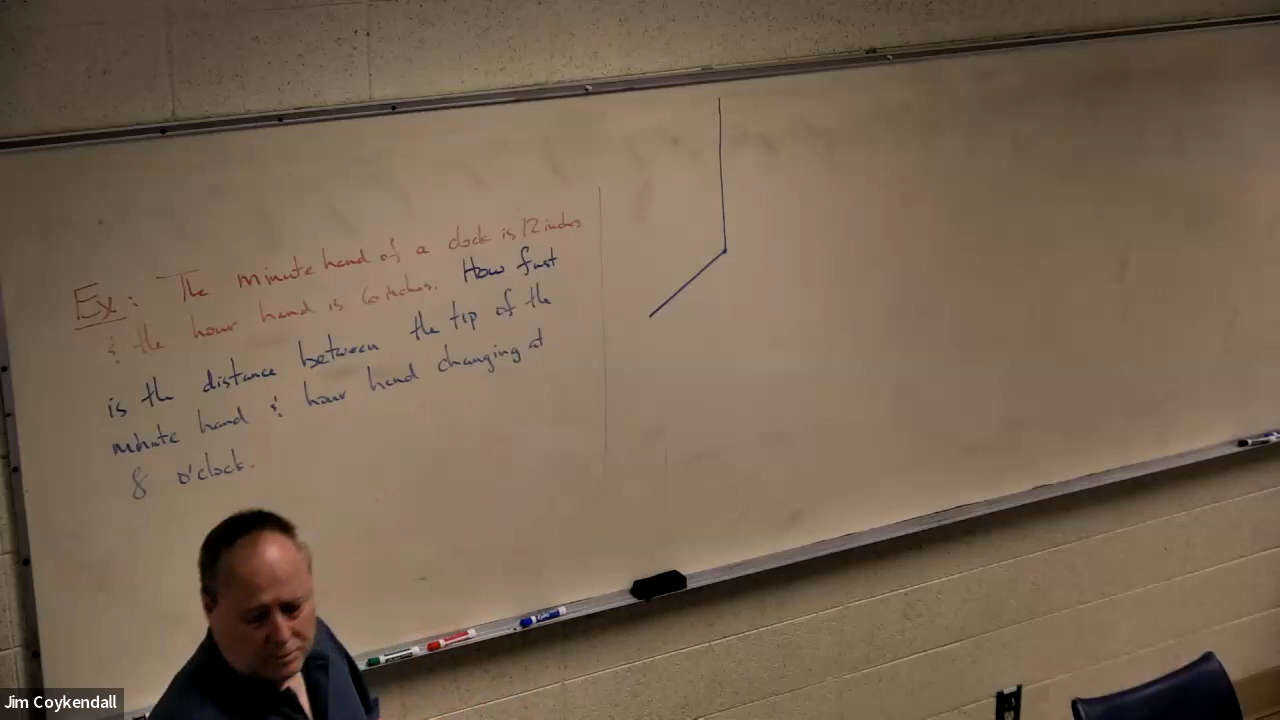 Ex: The minute hand of a clock is 12 inches
& the hour hand is 6 inches. How fast
is the distance between the tip of the
minute hand & hour hand changing at
8 o'clock.
Jim Coykendall